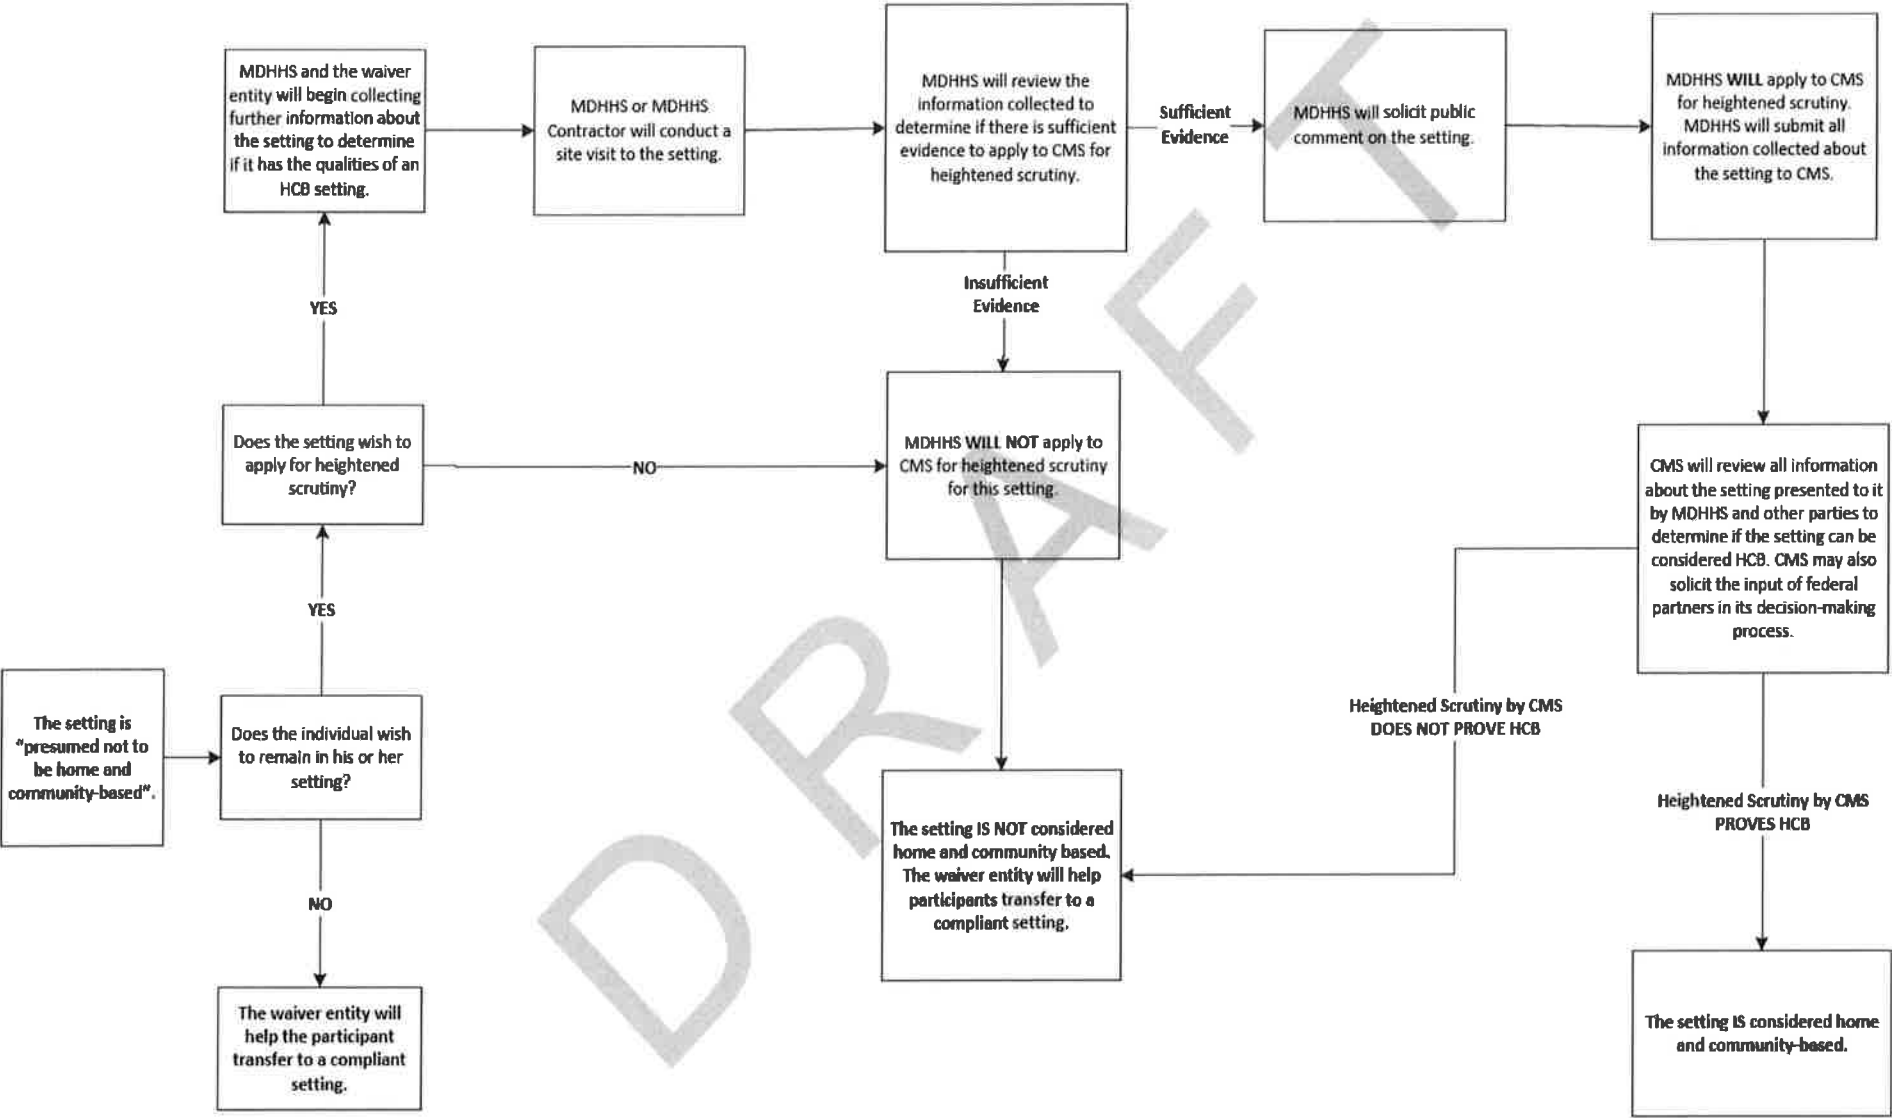 MDHHS and the waiver
entity will begin collecting
further information about
the setting to determine
if it has the qualities of an
HCB setting.
MDHHS or MDHHS
Contractor will conduct a
site visit to the setting.
MDHHS will review the
information collected to
determine if there is sufficient
evidence to apply to CMS for
heightened scrutiny.
Sufficient
Evidence
MDHHS will solicit public
comment on the setting.
MDHHS WILL apply to CMS
for heightened scrutiny.
MDHHS will submit all
information collected about
the setting to CMS.
Insufficient
Evidence
YES
Does the setting wish to
apply for heightened
scrutiny?
NO
MDHHS WILL NOT apply to
CMS for heightened scrutiny
for this setting.
CMS will review all information
about the setting presented to it
by MDHHS and other parties to
determine if the setting can be
considered HCB. CMS may also
solicit the input of federal
partners in its decision-making
process.
YES
The setting is
"presumed not to
be home and
community-based".
Does the individual wish
to remain in his or her
setting?
Heightened Scrutiny by CMS
DOES NOT PROVE HCB
Heightened Scrutiny by CMS
PROVES HCB
The setting IS NOT considered
home and community based.
The waiver entity will help
participants transfer to a
compliant setting.
NO
The waiver entity will
help the participant
transfer to a compliant
setting.
The setting IS considered home
and community-based.
DRAFT